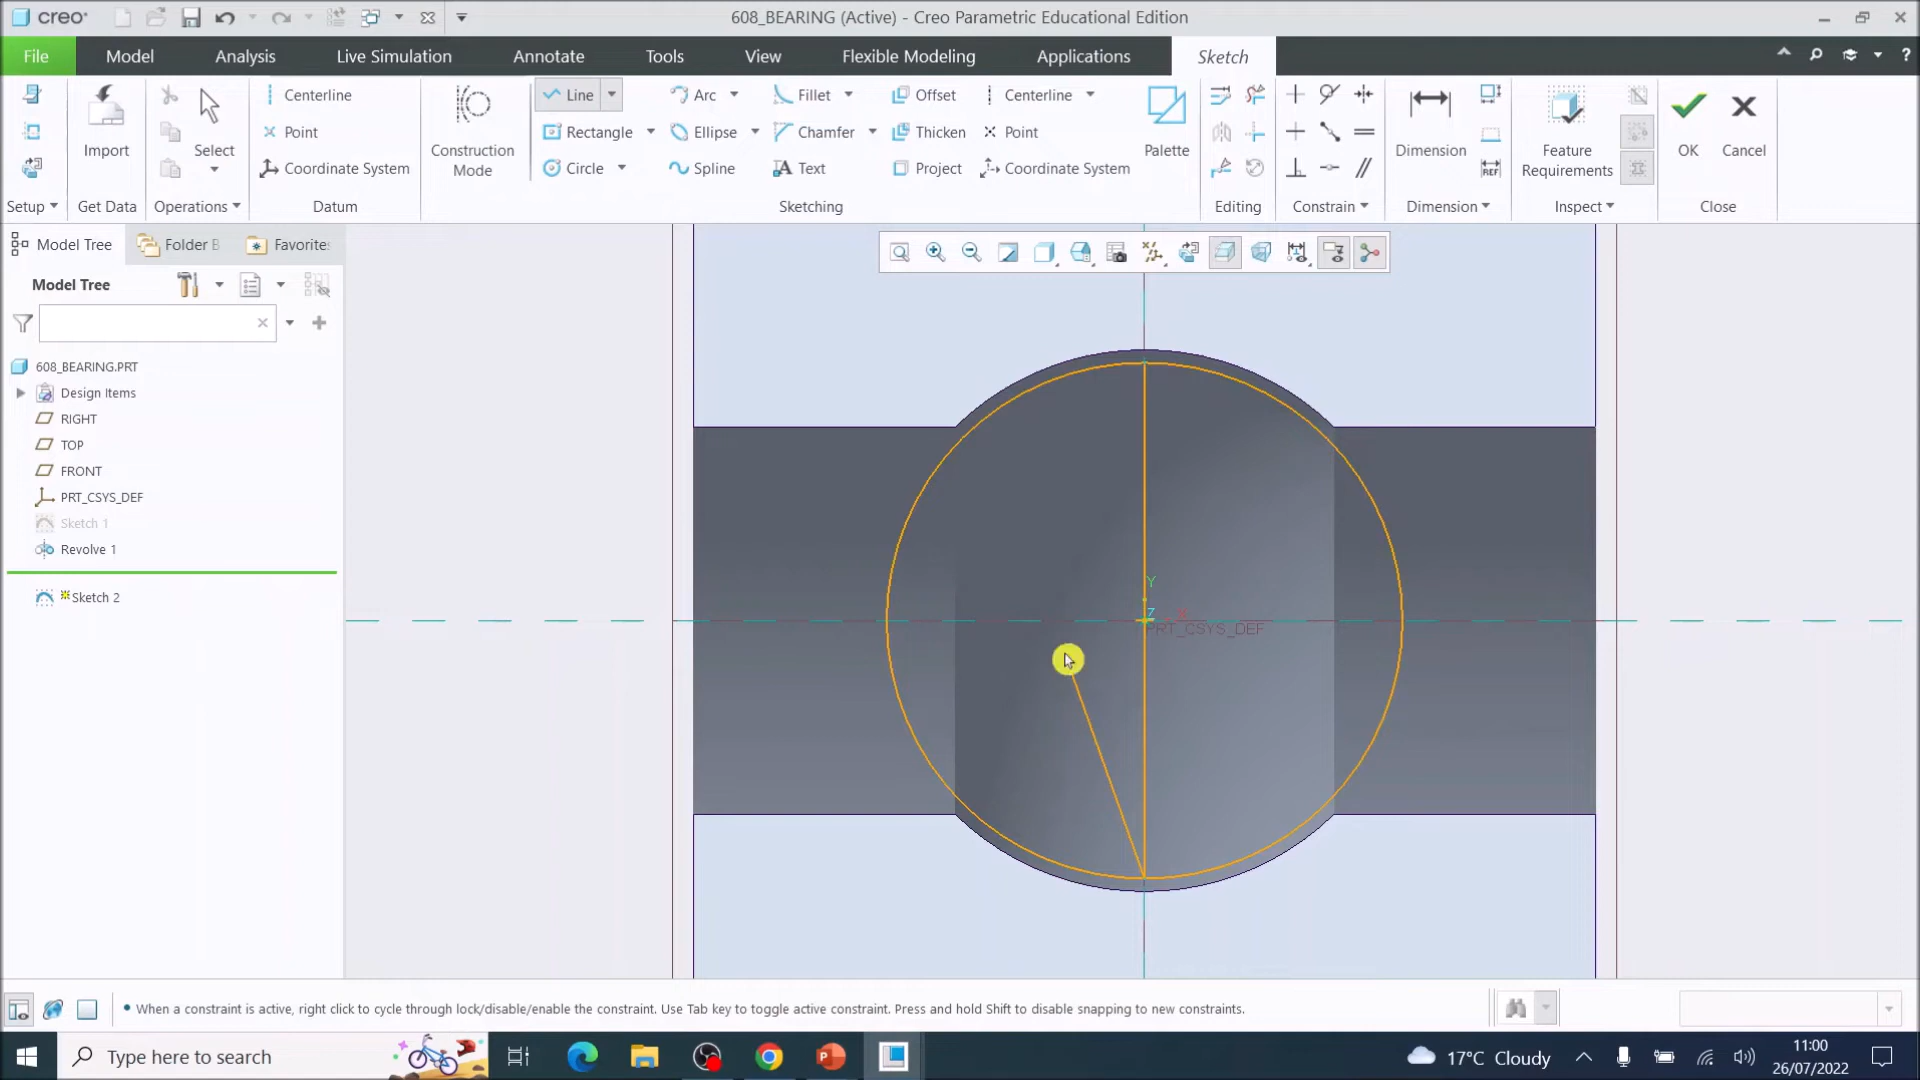 creo
608_BEARING (Active) - Creo Parametric Educational Edition
File
Model
Analysis
Live Simulation
Annotate
Tools
View
Flexible Modeling
Applications
Sketch
?
Import
Select
Centerline
Point
Coordinate System
Construction Mode
Line
Rectangle
Circle
Arc
Ellipse
Spline
Fillet
Chamfer
Text
Offset
Thicken
Project
Centerline
Point
Coordinate System
Palette
Dimension
REF
Feature Requirements
OK
Cancel
Setup
Get Data
Operations
Datum
Sketching
Editing
Constrain
Dimension
Inspect
Close
Model Tree
Folder B
Favorites
Model Tree
608_BEARING.PRT
Design Items
RIGHT
TOP
FRONT
PRT_CSYS_DEF
Sketch 1
Revolve 1
Sketch 2
Y
Z
X
PRT_CSYS_DEF
• When a constraint is active, right click to cycle through lock/disable/enable the constraint. Use Tab key to toggle active constraint. Press and hold Shift to disable snapping to new constraints.
Type here to search
17°C Cloudy
11:00
26/07/2022